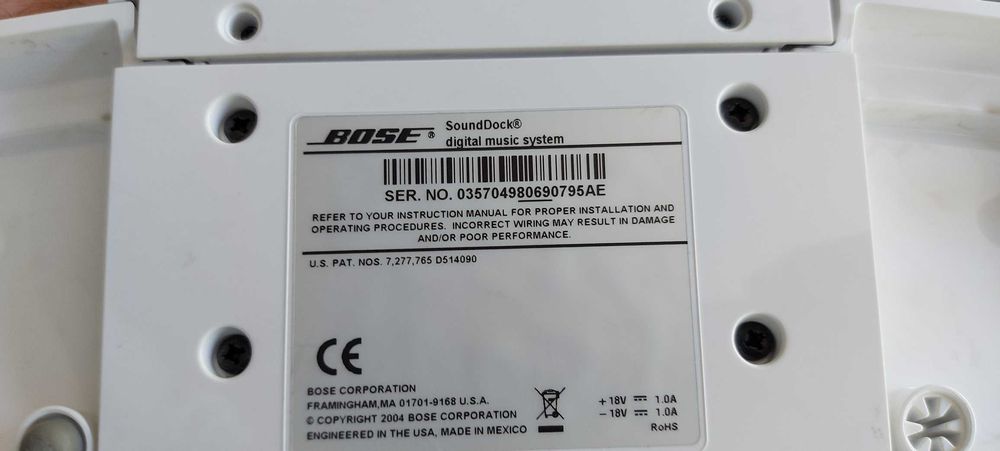 BOSE® SoundDock®
digital music system
SER. NO. 035704980690795AE
REFER TO YOUR INSTRUCTION MANUAL FOR PROPER INSTALLATION AND
OPERATING PROCEDURES. INCORRECT WIRING MAY RESULT IN DAMAGE
AND/OR POOR PERFORMANCE.
U.S. PAT. NOS. 7,277,765 D514090
CE
BOSE CORPORATION
FRAMINGHAM,MA 01701-9168 U.S.A.
© COPYRIGHT 2004 BOSE CORPORATION
ENGINEERED IN THE USA, MADE IN MEXICO
+18V ⎓ 1.0A
−18V ⎓ 1.0A
RoHS